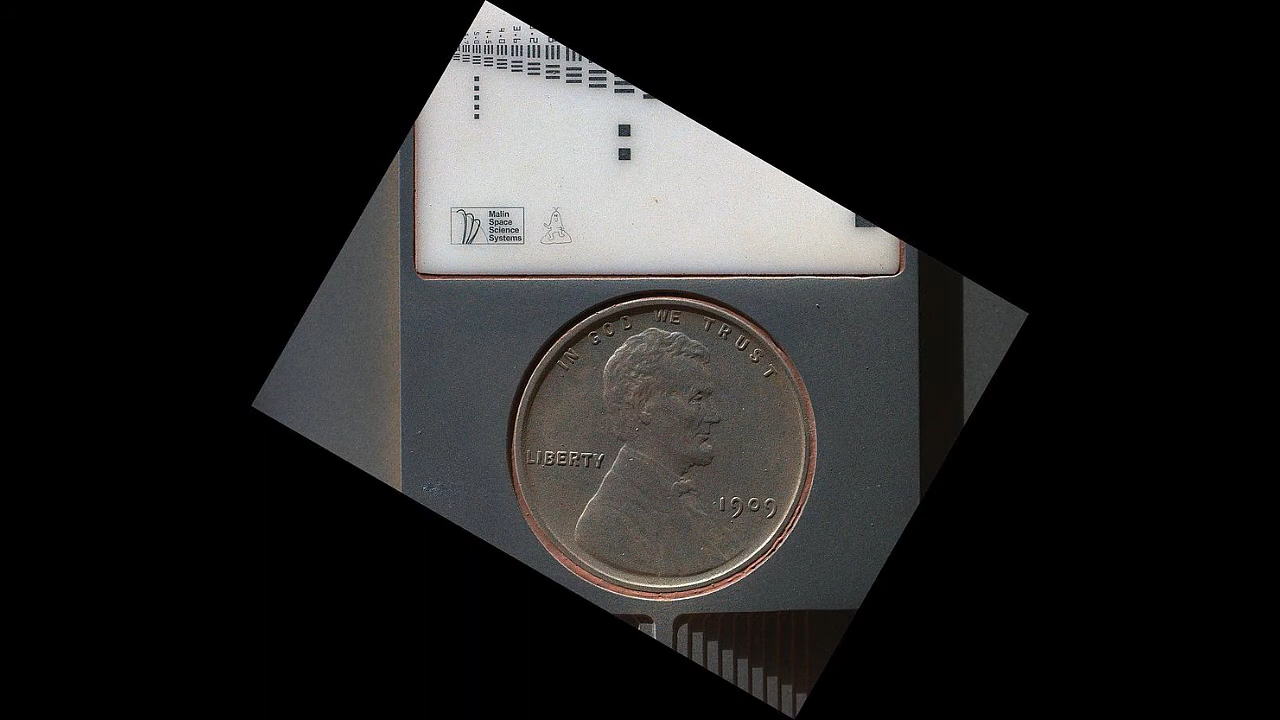 Malin
Space
Science
Systems
IN GOD WE TRUST
LIBERTY
1909